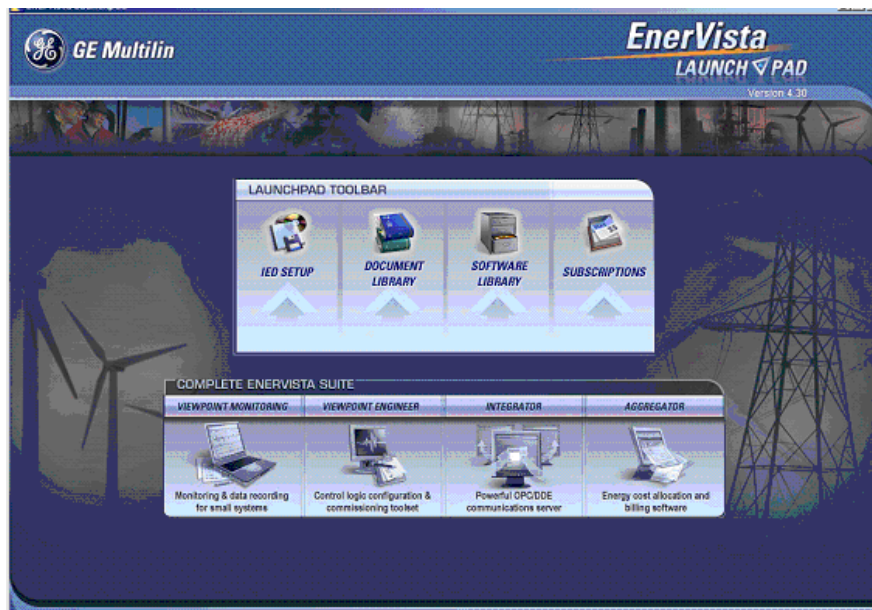 GE Multilin
EnerVista
LAUNCH PAD
Version 4.30
LAUNCHPAD TOOLBAR
IED SETUP
DOCUMENT
LIBRARY
SOFTWARE
LIBRARY
SUBSCRIPTIONS
COMPLETE ENERVISTA SUITE
VIEWPOINT MONITORING
VIEWPOINT ENGINEER
INTEGRATOR
AGGREGATOR
Monitoring & data recording
for small systems
Control logic configuration &
commissioning toolset
Powerful OPC/DDE
communications server
Energy cost allocation and
billing software